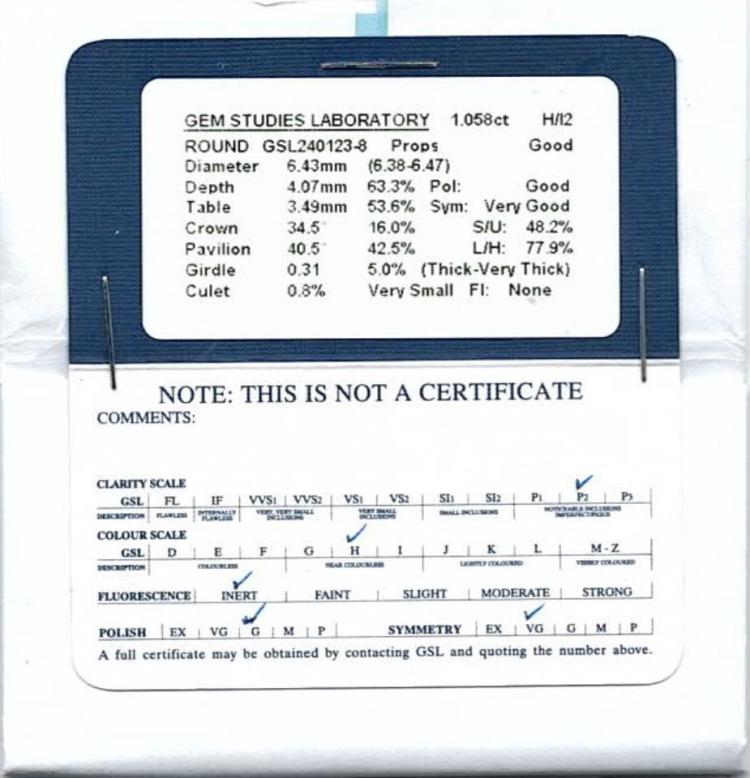 GEM STUDIES LABORATORY 1.058ct H/I2
ROUND GSL240123-8 Props Good
Diameter 6.43mm (6.38-6.47)
Depth 4.07mm 63.3% Pol: Good
Table 3.49mm 53.6% Sym: Very Good
Crown 34.5° 16.0% S/U: 48.2%
Pavilion 40.5° 42.5% L/H: 77.9%
Girdle 0.31 5.0% (Thick-Very Thick)
Culet 0.8% Very Small Fl: None
NOTE: THIS IS NOT A CERTIFICATE
COMMENTS:
CLARITY SCALE
GSL FL IF VVS1 VVS2 VS1 VS2 SI1 SI2 P1 P2 P3
DESCRIPTION FLAWLESS INTERNALLY FLAWLESS VERY, VERY SMALL INCLUSIONS VERY SMALL INCLUSIONS SMALL INCLUSIONS NOTICEABLE INCLUSIONS
COLOUR SCALE
GSL D E F G H I J K L M - Z
DESCRIPTION COLOURLESS NEAR COLOURLESS LIGHTLY COLOURED VISIBLY COLOURED
FLUORESCENCE INERT FAINT SLIGHT MODERATE STRONG
POLISH EX VG G M P SYMMETRY EX VG G M P
A full certificate may be obtained by contacting GSL and quoting the number above.